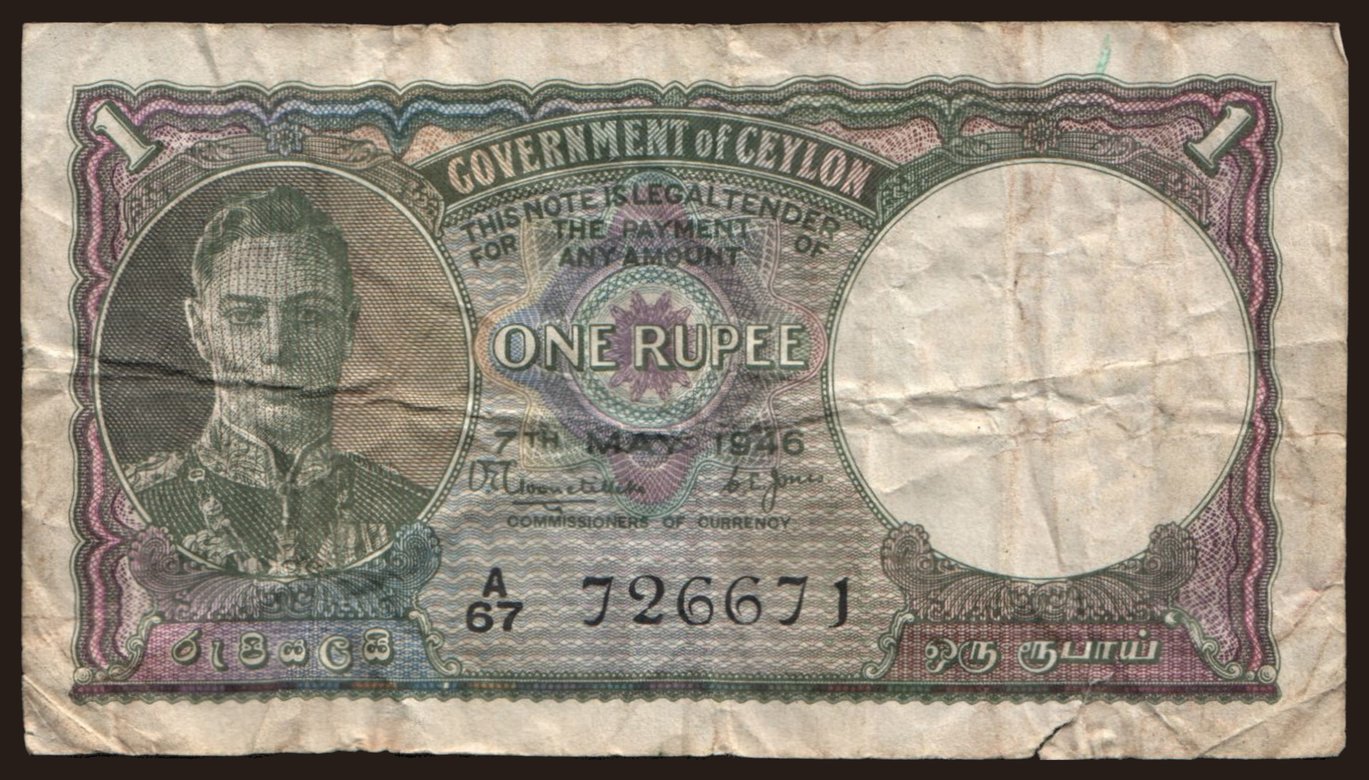 1
1
GOVERNMENT of CEYLON
THIS NOTE IS LEGAL TENDER
FOR THE PAYMENT OF
ANY AMOUNT
ONE RUPEE
7TH MAY 1946
C.E. Jones
COMMISSIONERS OF CURRENCY
A
67 726671
රුපියලයි
ஒரு ரூபாய்